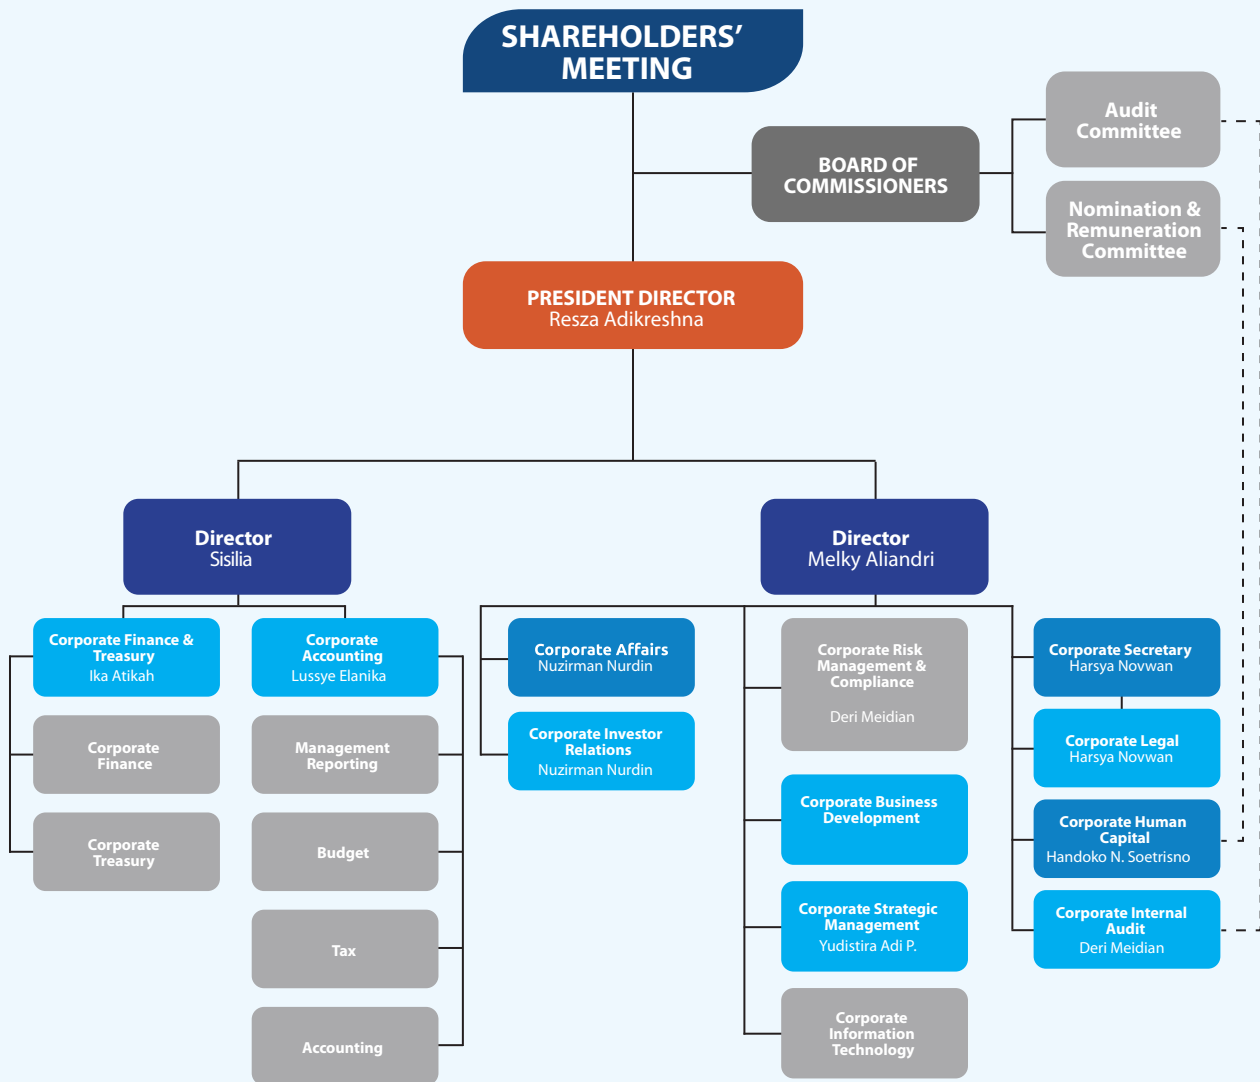 SHAREHOLDERS'
MEETING
BOARD OF
COMMISSIONERS
Audit
Committee
Nomination &
Remuneration
Committee
PRESIDENT DIRECTOR
Resza Adikreshna
Director
Sisilia
Director
Melky Aliandri
Corporate Finance &
Treasury
Ika Atikah
Corporate
Finance
Corporate
Treasury
Corporate
Accounting
Lussye Elanika
Management
Reporting
Budget
Tax
Accounting
Corporate Affairs
Nuzirman Nurdin
Corporate Investor
Relations
Nuzirman Nurdin
Corporate Risk
Management &
Compliance
Deri Meidian
Corporate Business
Development
Corporate Strategic
Management
Yudistira Adi P.
Corporate
Information
Technology
Corporate Secretary
Harsya Novwan
Corporate Legal
Harsya Novwan
Corporate Human
Capital
Handoko N. Soetrisno
Corporate Internal
Audit
Deri Meidian